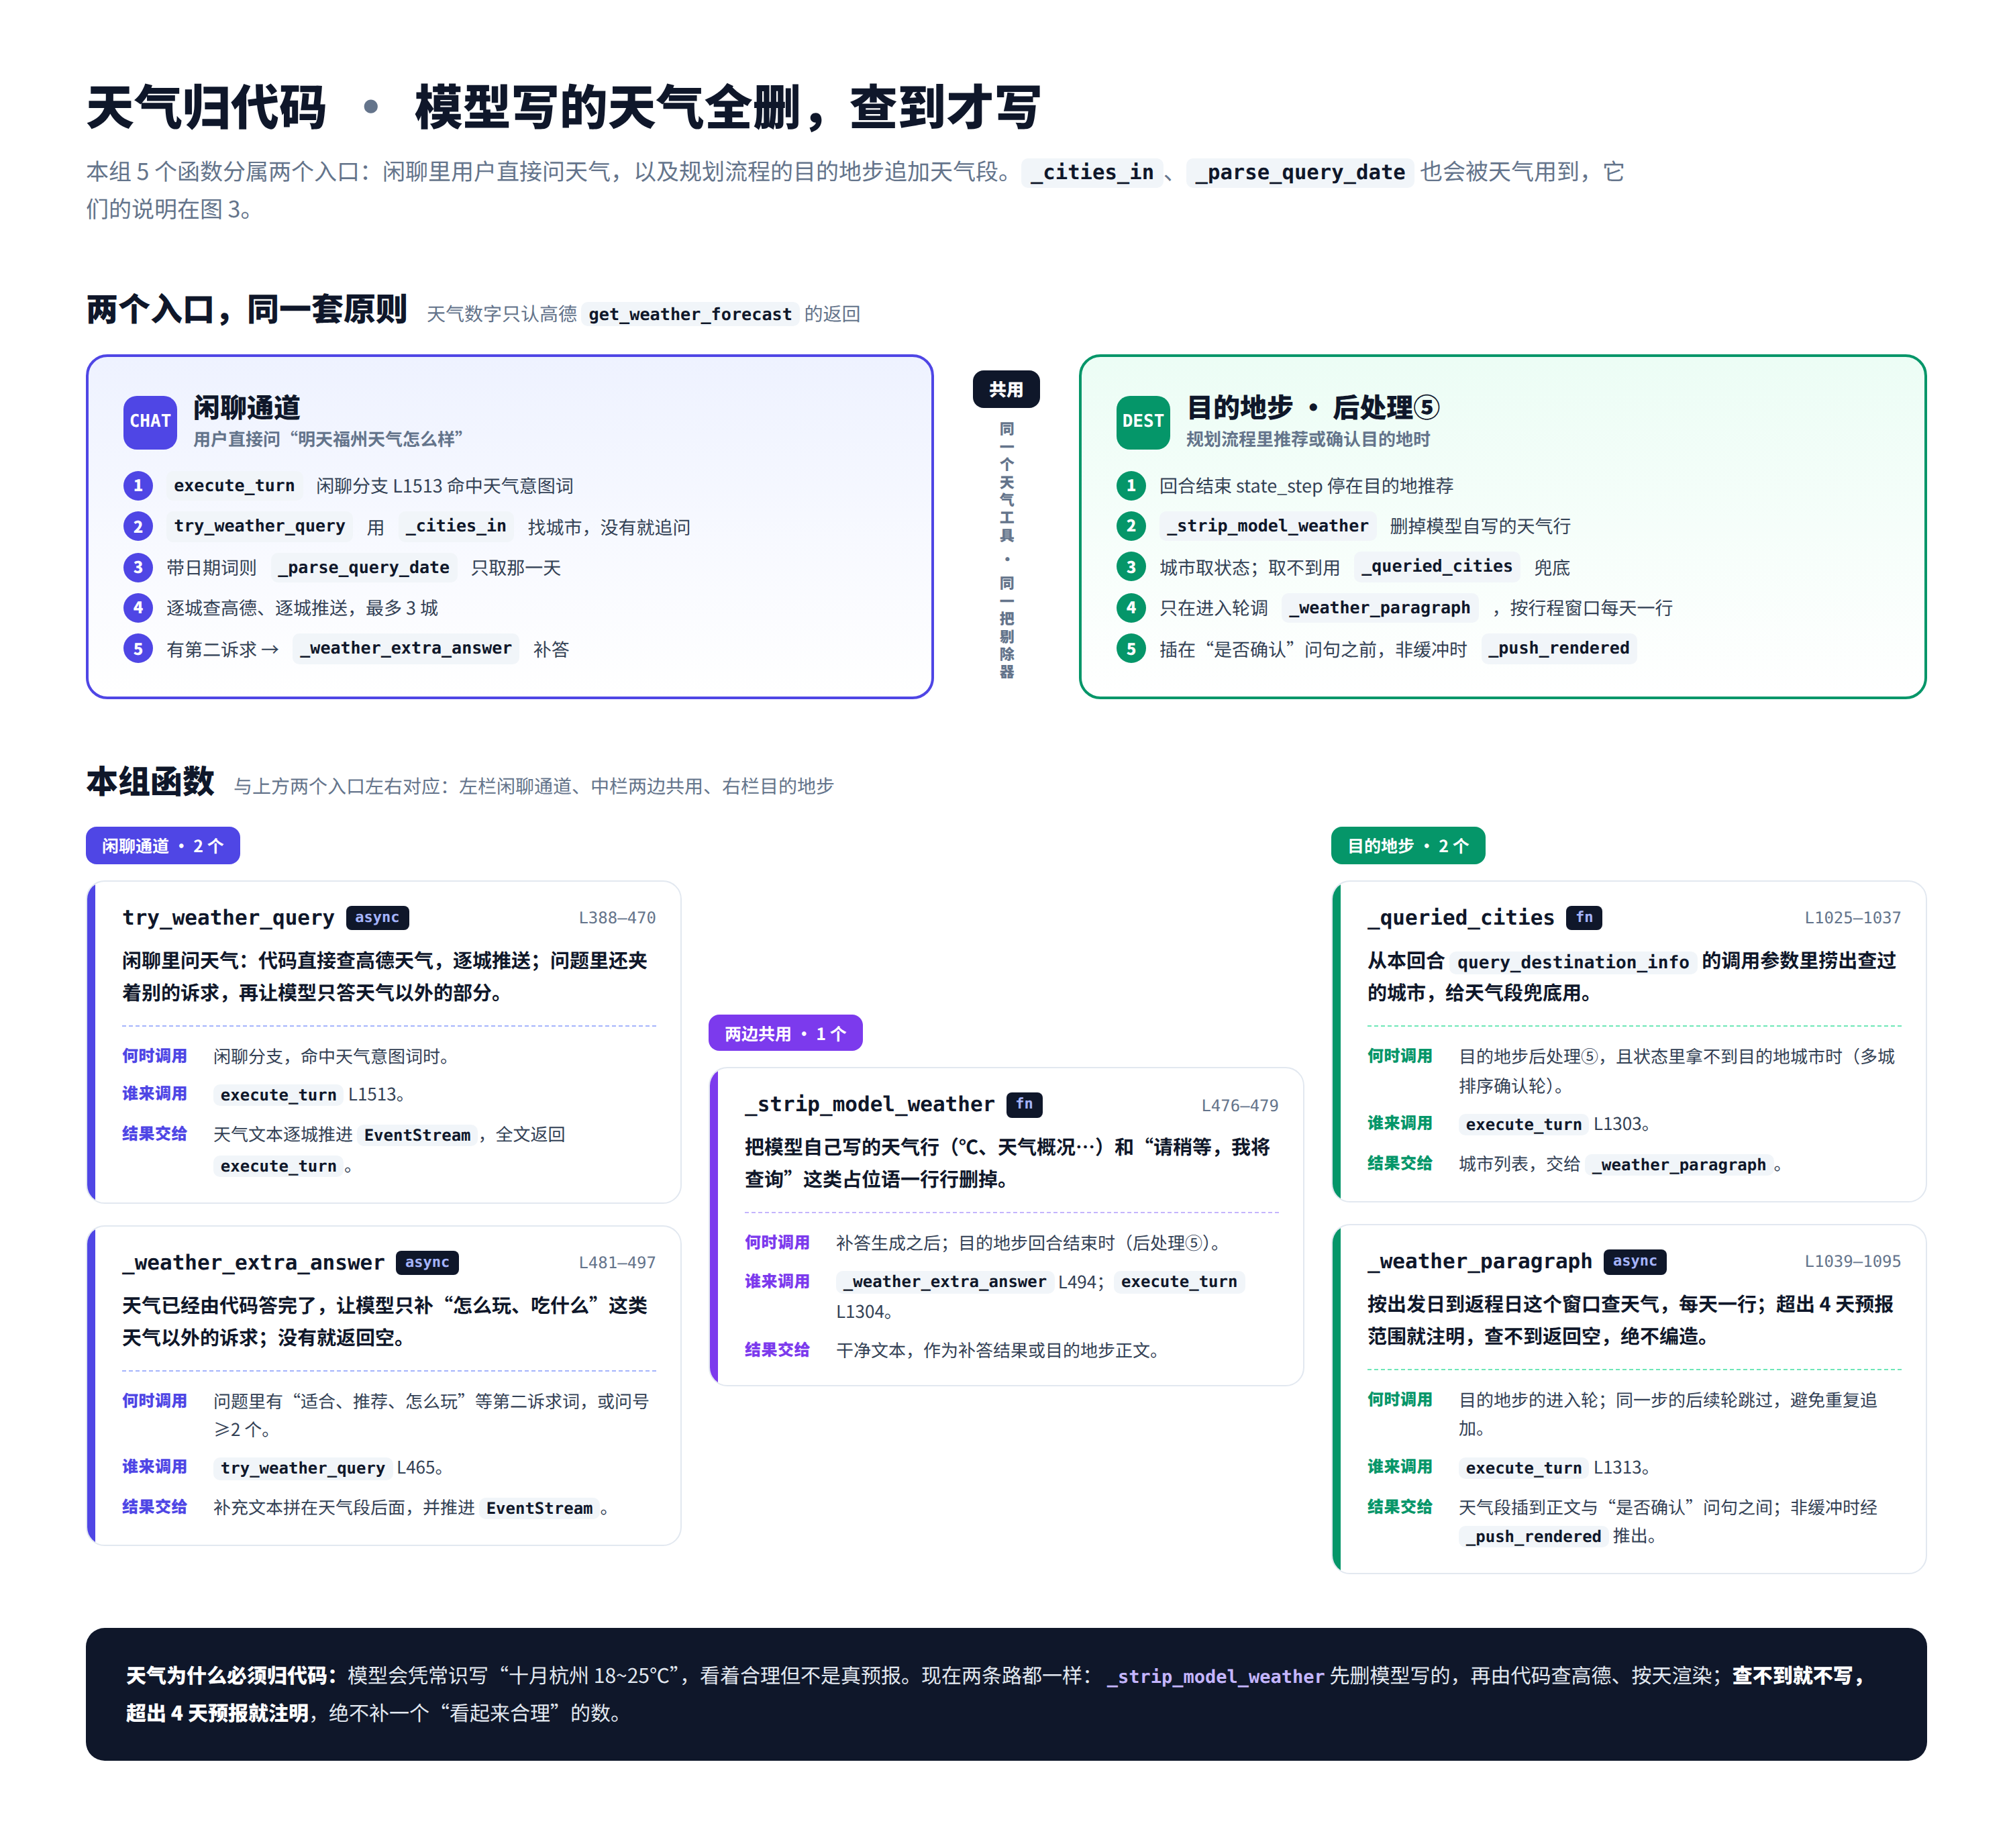 天气归代码 • 模型写的天气全删，查到才写
本组 5 个函数分属两个入口：闲聊里用户直接问天气，以及规划流程的目的地步追加天气段。 _cities_in 、 _parse_query_date 也会被天气用到，它
们的说明在图 3。
两个入口，同一套原则 天气数字只认高德 get_weather_forecast 的返回
CHAT 闲聊通道
用户直接问“明天福州天气怎么样”
1 execute_turn 闲聊分支 L1513 命中天气意图词
2 try_weather_query 用 _cities_in 找城市，没有就追问
3 带日期词则 _parse_query_date 只取那一天
4 逐城查高德、逐城推送，最多 3 城
5 有第二诉求 → _weather_extra_answer 补答
共用
同一个天气工具 · 同一把剔除器
DEST 目的地步 • 后处理⑤
规划流程里推荐或确认目的地时
1 回合结束 state_step 停在目的地推荐
2 _strip_model_weather 删掉模型自写的天气行
3 城市取状态；取不到用 _queried_cities 兜底
4 只在进入轮调 _weather_paragraph ，按行程窗口每天一行
5 插在“是否确认”问句之前，非缓冲时 _push_rendered
本组函数 与上方两个入口左右对应：左栏闲聊通道、中栏两边共用、右栏目的地步
闲聊通道 • 2 个
try_weather_query async L388–470
闲聊里问天气：代码直接查高德天气，逐城推送；问题里还夹
着别的诉求，再让模型只答天气以外的部分。
何时调用 闲聊分支，命中天气意图词时。
谁来调用 execute_turn L1513。
结果交给 天气文本逐城推进 EventStream ，全文返回
execute_turn 。
_weather_extra_answer async L481–497
天气已经由代码答完了，让模型只补“怎么玩、吃什么”这类
天气以外的诉求；没有就返回空。
何时调用 问题里有“适合、推荐、怎么玩”等第二诉求词，或问号
≥2 个。
谁来调用 try_weather_query L465。
结果交给 补充文本拼在天气段后面，并推进 EventStream 。
两边共用 • 1 个
_strip_model_weather fn L476–479
把模型自己写的天气行（℃、天气概况…）和“请稍等，我将
查询”这类占位语一行行删掉。
何时调用 补答生成之后；目的地步回合结束时（后处理⑤）。
谁来调用 _weather_extra_answer L494； execute_turn
L1304。
结果交给 干净文本，作为补答结果或目的地步正文。
目的地步 • 2 个
_queried_cities fn L1025–1037
从本回合 query_destination_info 的调用参数里捞出查过
的城市，给天气段兜底用。
何时调用 目的地步后处理⑤，且状态里拿不到目的地城市时（多城
排序确认轮）。
谁来调用 execute_turn L1303。
结果交给 城市列表，交给 _weather_paragraph 。
_weather_paragraph async L1039–1095
按出发日到返程日这个窗口查天气，每天一行；超出 4 天预报
范围就注明，查不到返回空，绝不编造。
何时调用 目的地步的进入轮；同一步的后续轮跳过，避免重复追
加。
谁来调用 execute_turn L1313。
结果交给 天气段插到正文与“是否确认”问句之间；非缓冲时经
_push_rendered 推出。
天气为什么必须归代码：模型会凭常识写“十月杭州 18~25℃”，看着合理但不是真预报。现在两条路都一样： _strip_model_weather 先删模型写的，再由代码查高德、按天渲染；查不到就不写，
超出 4 天预报就注明，绝不补一个“看起来合理”的数。